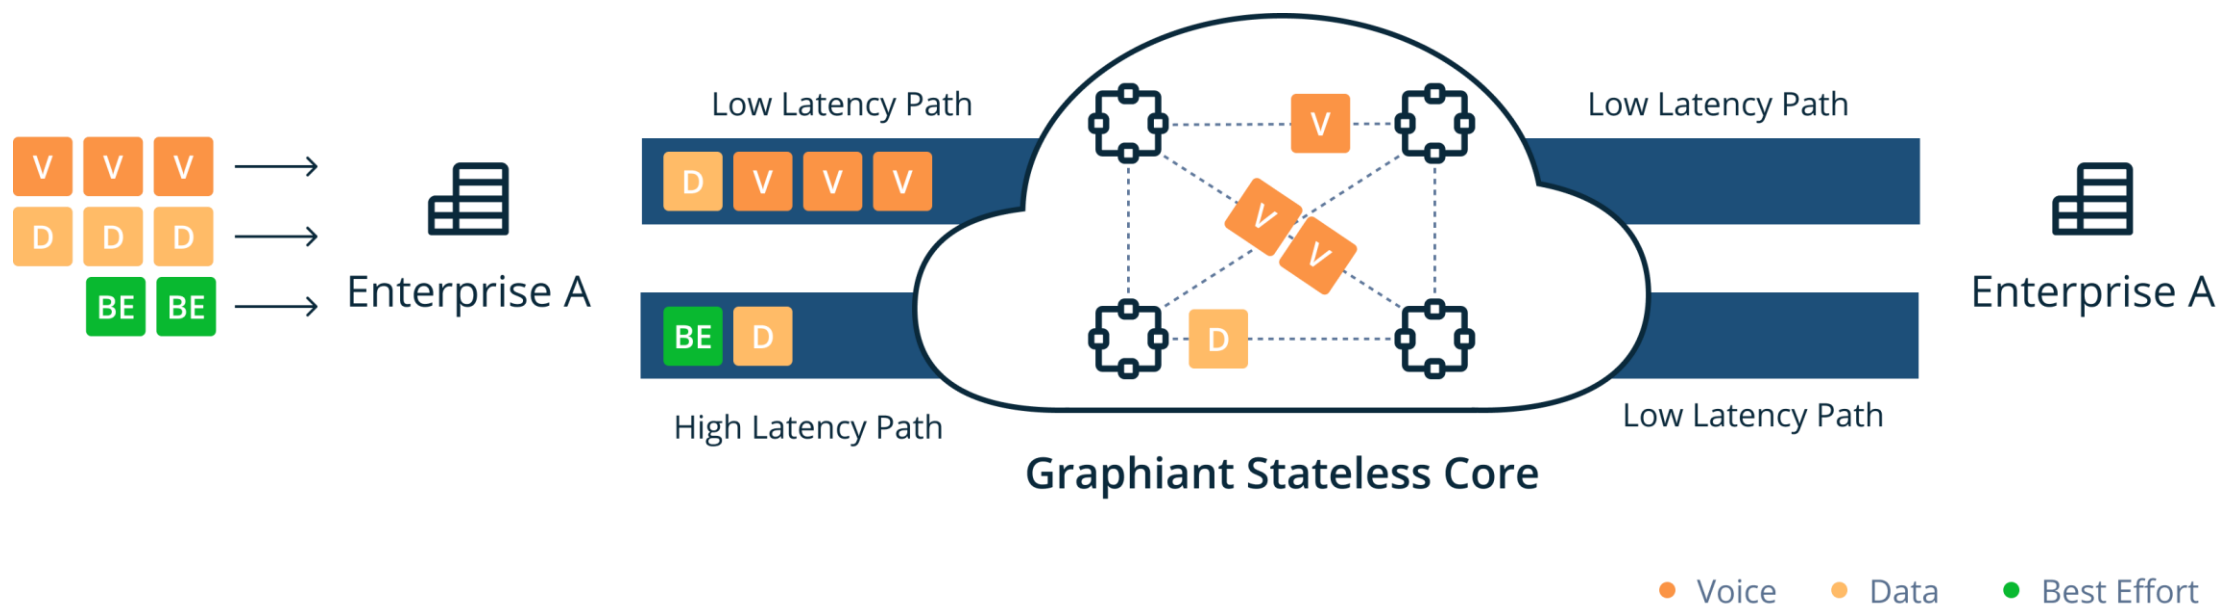 Low Latency Path
Low Latency Path
V V V
D D D
BE BE
Enterprise A
D V V V
BE D
High Latency Path
V
V
V
D
Low Latency Path
Enterprise A
Graphiant Stateless Core
Voice Data Best Effort